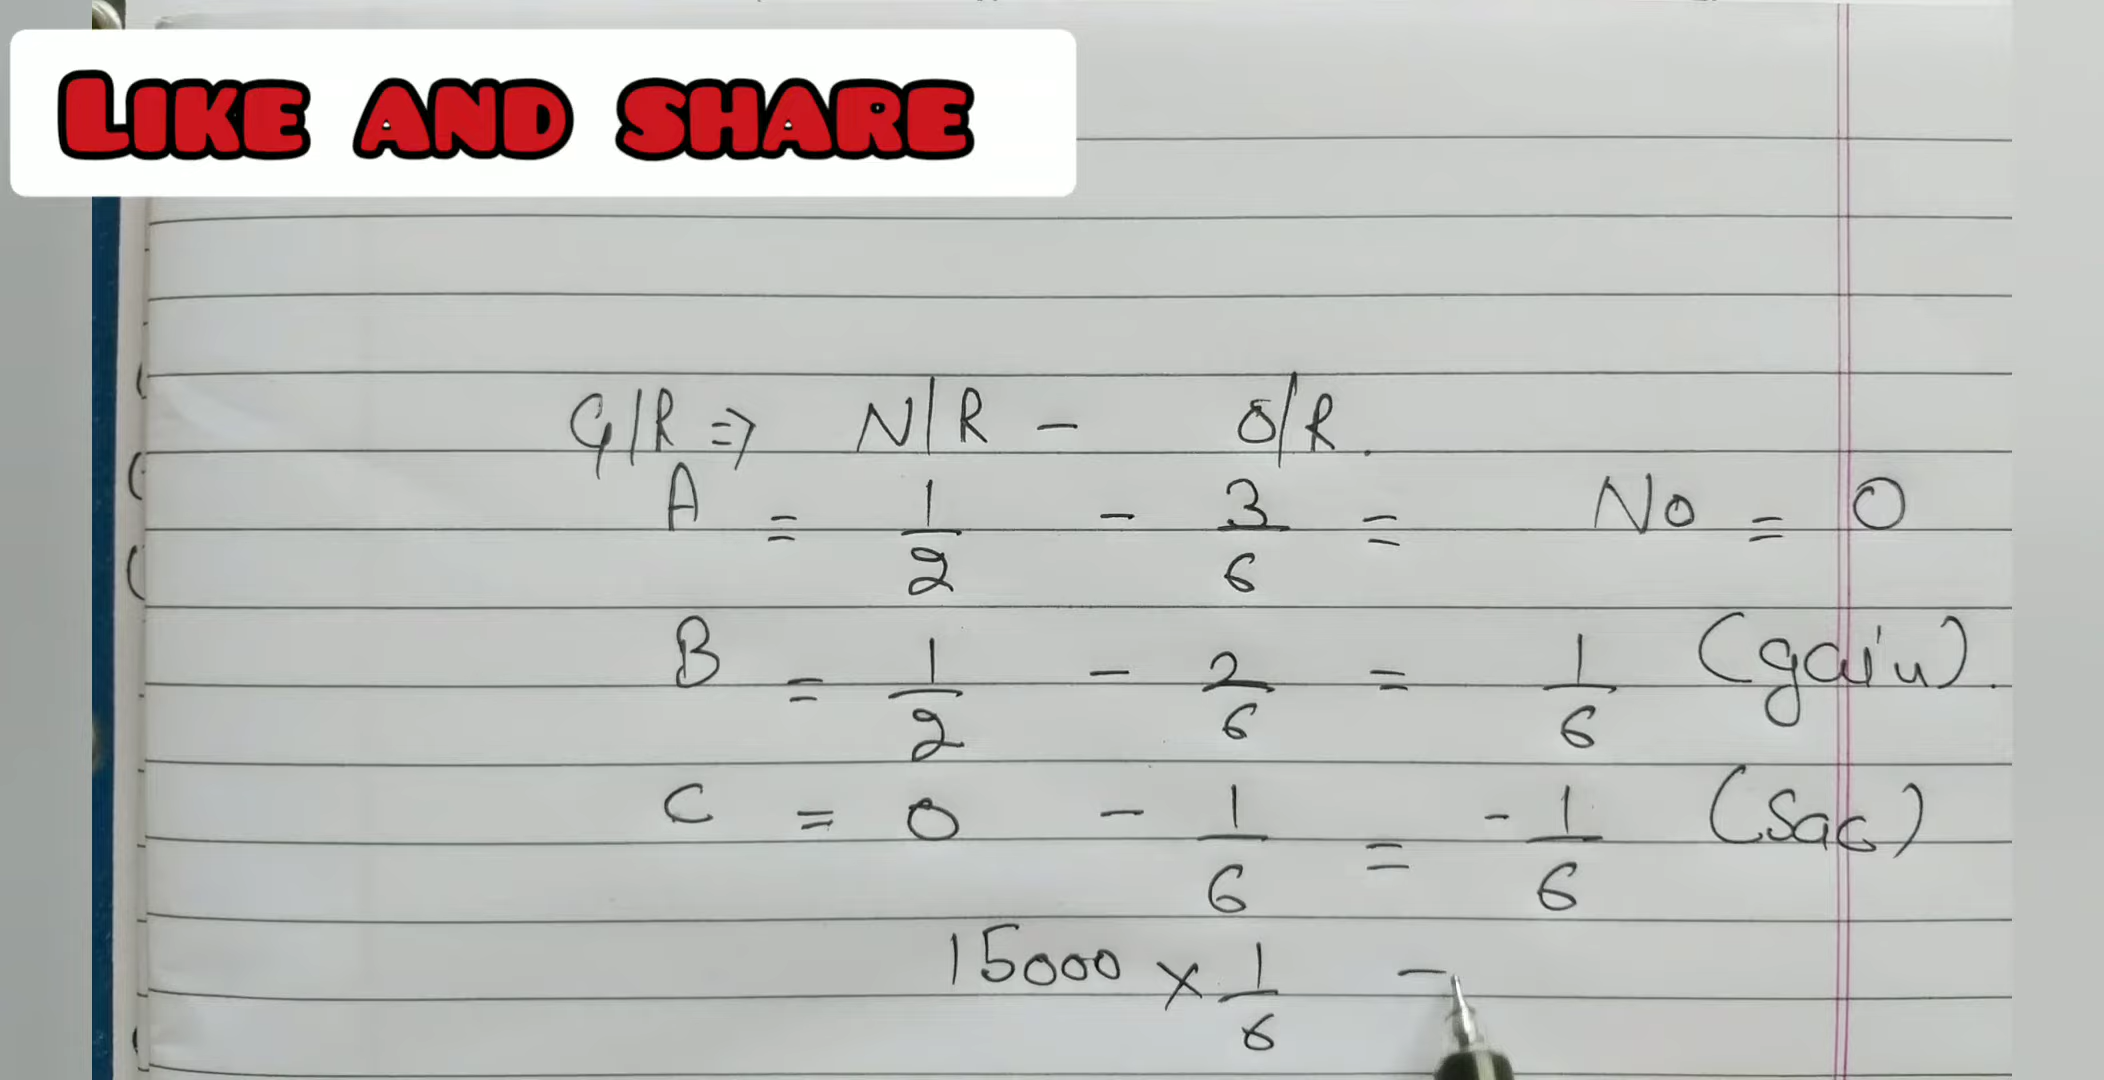 LIKE AND SHARE
G/R => N/R - O/R.
A = 1/2 - 3/6 = No = 0
B = 1/2 - 2/6 = 1/6 (gain).
C = 0 - 1/6 = -1/6 (Sac)
15000 × 1/6 -